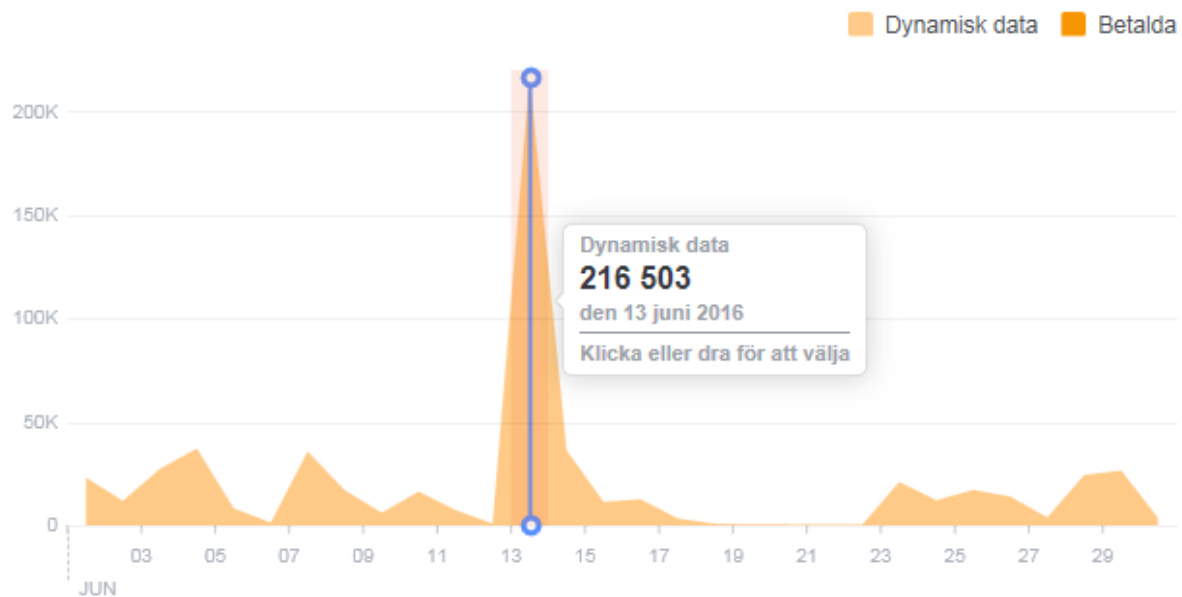 Dynamisk data Betalda
200K
150K
100K
50K
0
Dynamisk data
216 503
den 13 juni 2016
Klicka eller dra för att välja
03 05 07 09 11 13 15 17 19 21 23 25 27 29
JUN